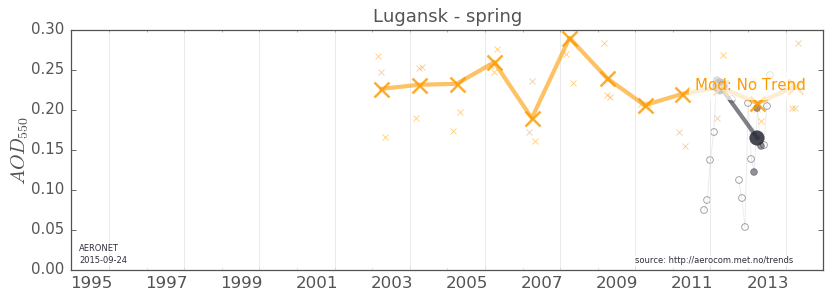 Lugansk - spring
0.30
0.25
0.20
0.15
0.10
0.05
0.00
AOD550
Mod: No Trend
AERONET
2015-09-24
source: http://aerocom.met.no/trends
1995 1997 1999 2001 2003 2005 2007 2009 2011 2013